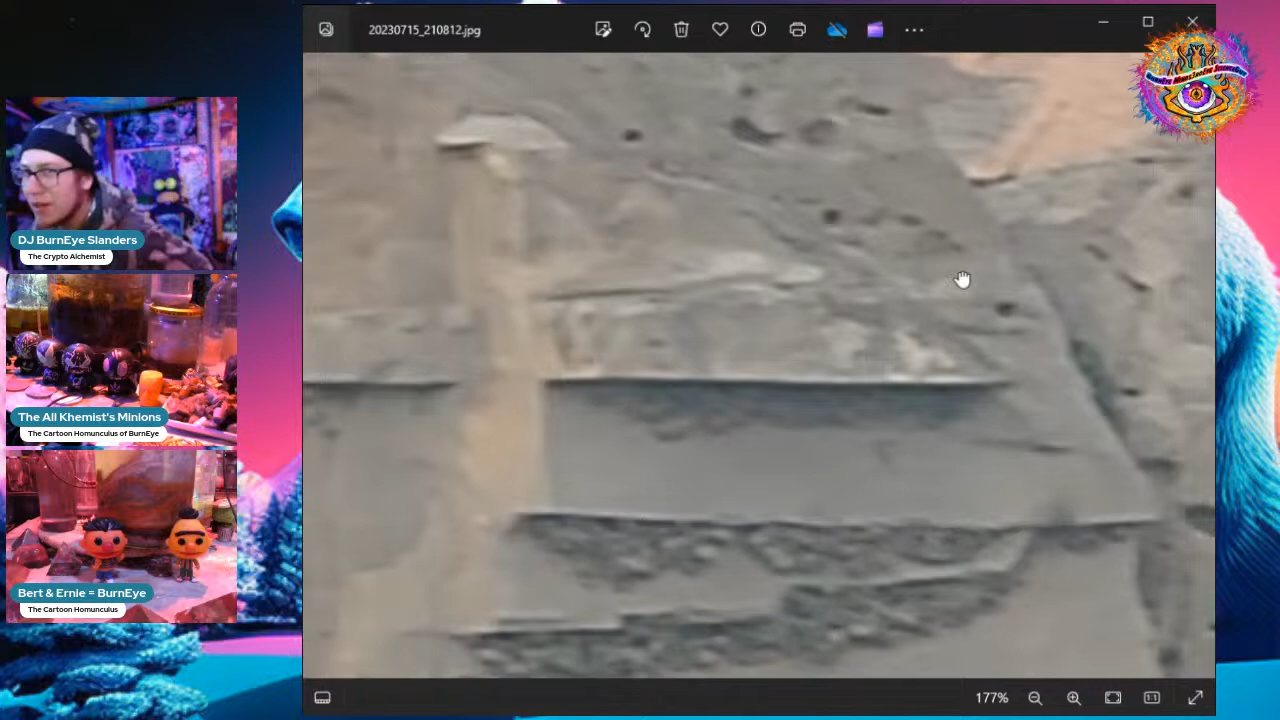 20230715_210812.jpg
DJ BurnEye Slanders
The Crypto Alchemist
The All Khemist's Minions
The Cartoon Homunculus of BurnEye
Bert & Ernie = BurnEye
The Cartoon Homunculus
177%